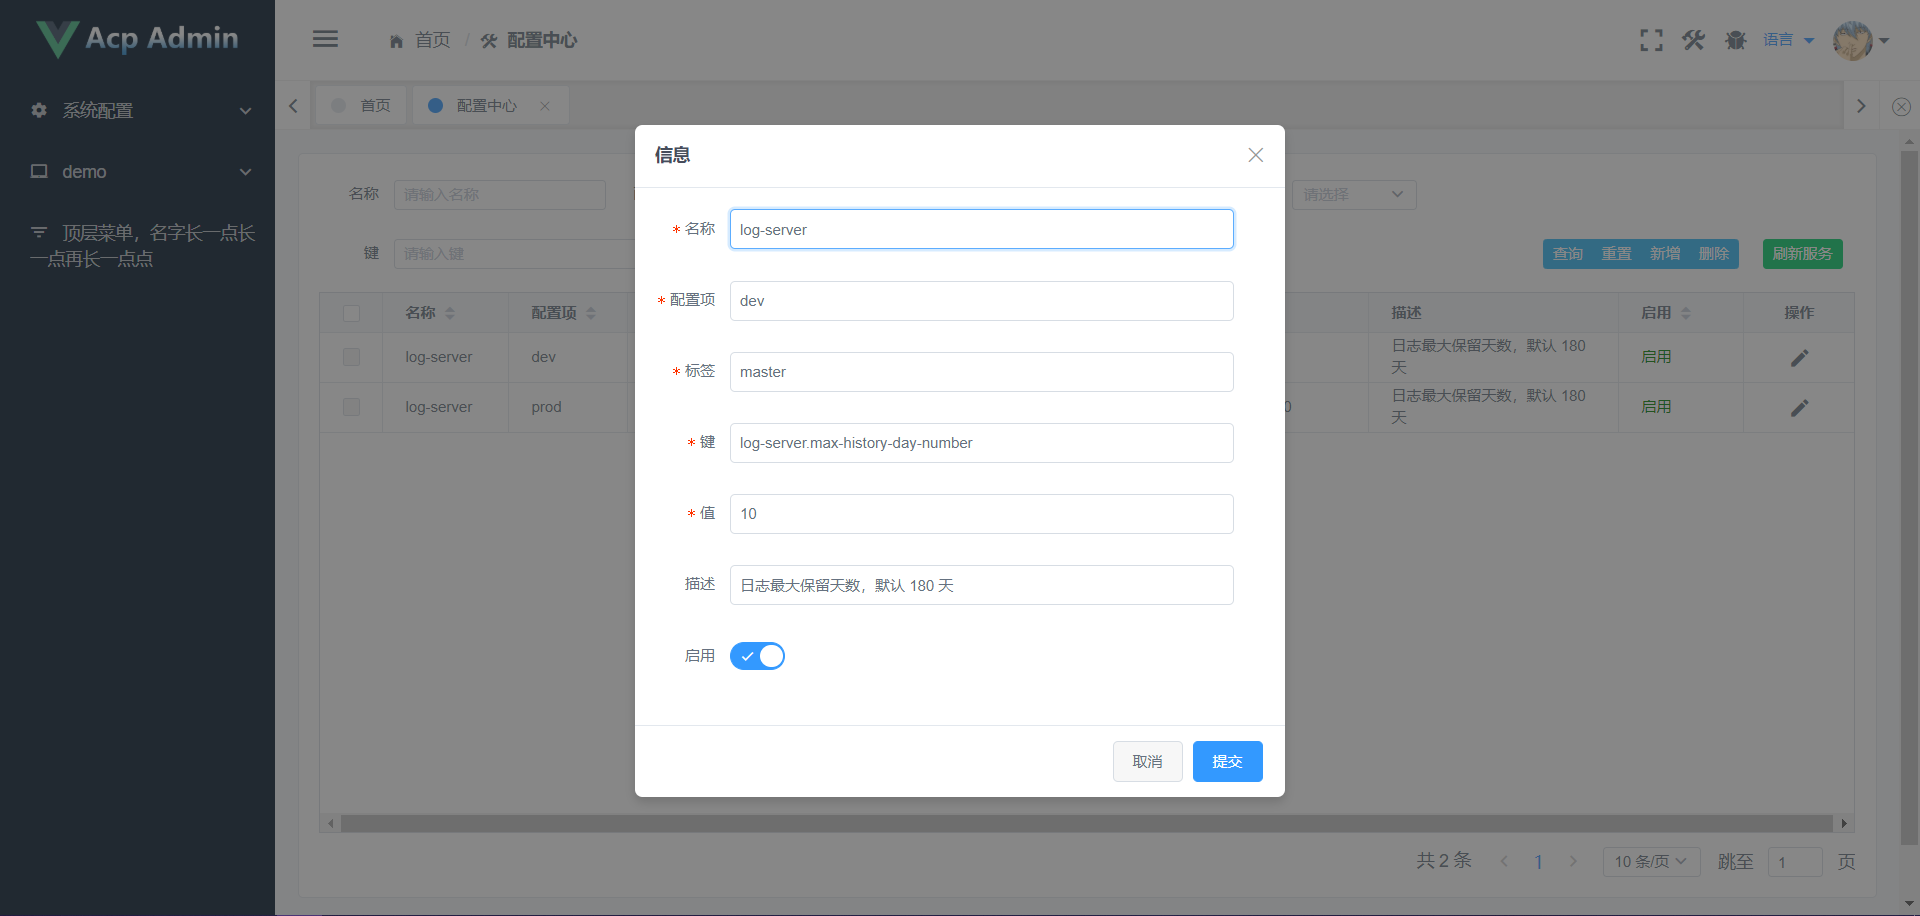 Acp Admin
系统配置
demo
顶层菜单，名字长一点长
一点再长一点点
首页 / 配置中心
语言
首页
配置中心
名称 请输入名称
请选择
键 请输入键
查询 重置 新增 删除 刷新服务
名称 配置项 描述 启用 操作
log-server dev 日志最大保留天数，默认 180
天 启用
log-server prod 0 日志最大保留天数，默认 180
天 启用
共 2 条 1 10 条/页 跳至 1 页
信息
* 名称 log-server
* 配置项 dev
* 标签 master
* 键 log-server.max-history-day-number
* 值 10
描述 日志最大保留天数，默认 180 天
启用
取消 提交